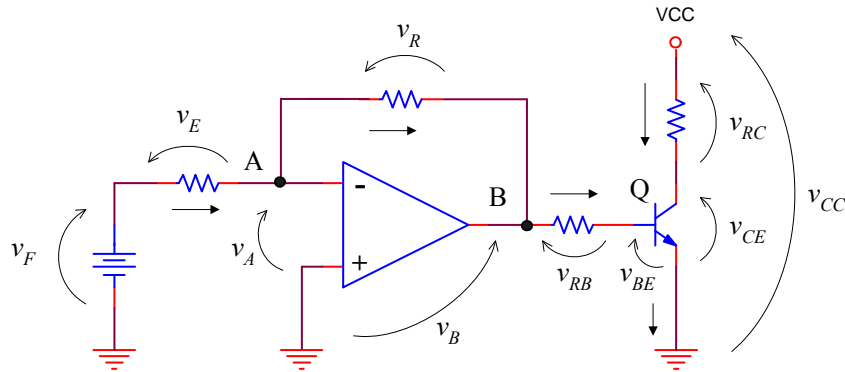 VCC
v_R
v_E
A
v_RC
-
B
Q
v_CC
v_F
v_A
v_CE
+
v_RB
v_BE
v_B